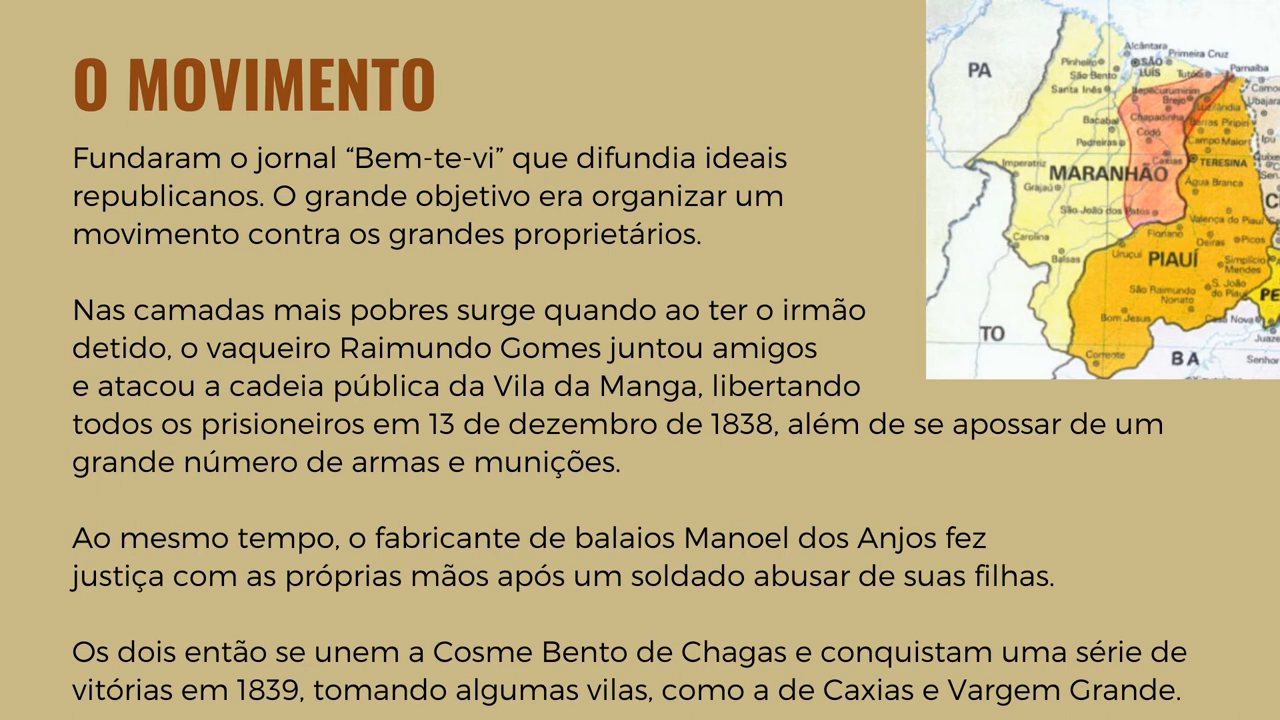 O MOVIMENTO
Fundaram o jornal “Bem-te-vi” que difundia ideais
republicanos. O grande objetivo era organizar um
movimento contra os grandes proprietários.
Nas camadas mais pobres surge quando ao ter o irmão
detido, o vaqueiro Raimundo Gomes juntou amigos
e atacou a cadeia pública da Vila da Manga, libertando
todos os prisioneiros em 13 de dezembro de 1838, além de se apossar de um
grande número de armas e munições.
Ao mesmo tempo, o fabricante de balaios Manoel dos Anjos fez
justiça com as próprias mãos após um soldado abusar de suas filhas.
Os dois então se unem a Cosme Bento de Chagas e conquistam uma série de
vitórias em 1839, tomando algumas vilas, como a de Caxias e Vargem Grande.
PA
Alcântara
Primeira Cruz
Pinheiro
SÃO
LUÍS
São Bento
Tutóia
Parnaíba
Santa Inês
Itapecurumirim
Brejo
Bacabal
Chapadinha
Barras
Piripiri
Pedreiras
Codó
Campo Maior
Imperatriz
Caxias
TERESINA
MARANHÃO
Grajaú
Água Branca
São João dos Patos
Valença do Piauí
Carolina
Floriano
Oeiras
Picos
Balsas
Uruçuí
PIAUÍ
Simplício
Mendes
São Raimundo
Nonato
S. João
do Piauí
PE
Bom Jesus
Casa Nova
TO
Corrente
BA